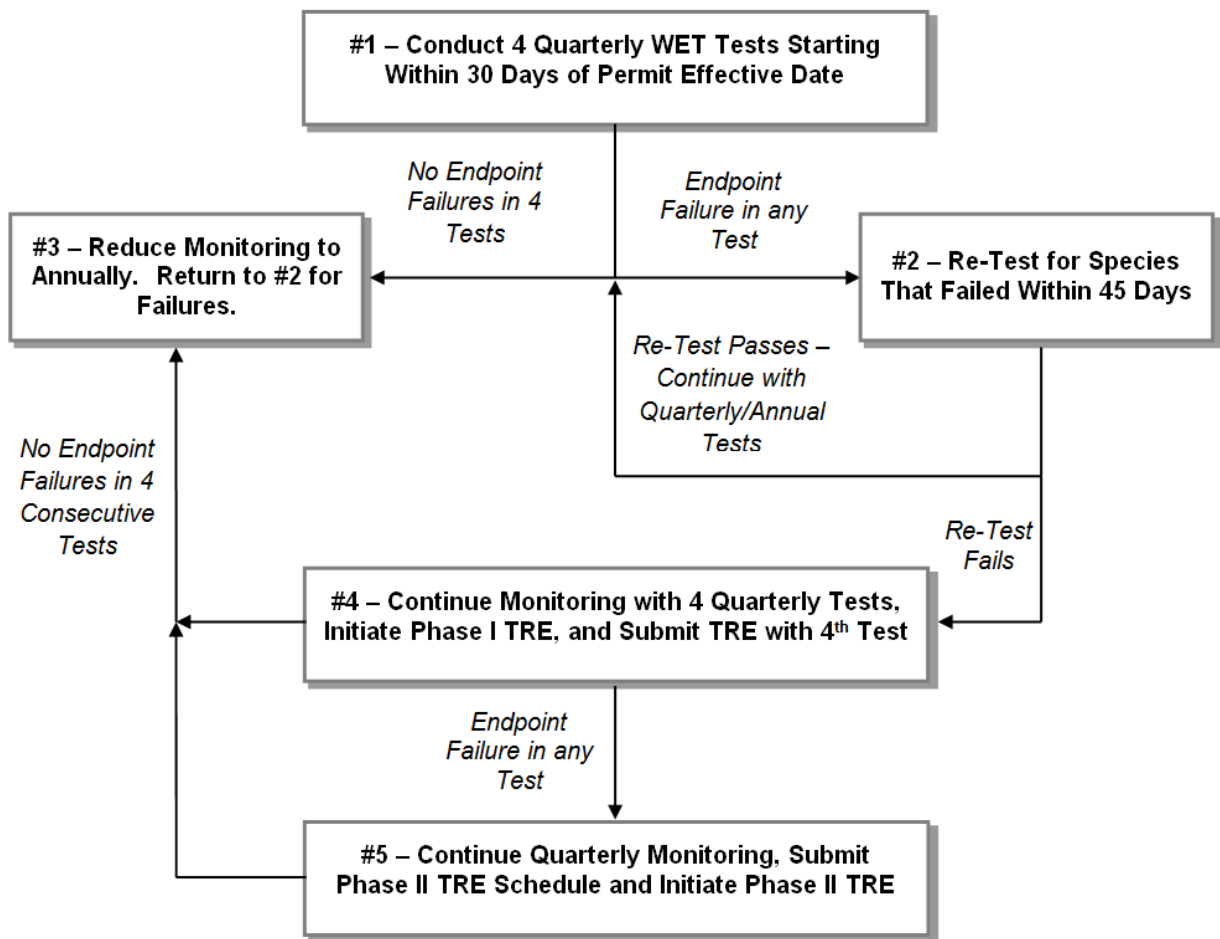 #1 – Conduct 4 Quarterly WET Tests Starting
Within 30 Days of Permit Effective Date
No Endpoint
Failures in 4
Tests
Endpoint
Failure in any
Test
#3 – Reduce Monitoring to
Annually. Return to #2 for
Failures.
#2 – Re-Test for Species
That Failed Within 45 Days
Re-Test Passes –
Continue with
Quarterly/Annual
Tests
No Endpoint
Failures in 4
Consecutive
Tests
Re-Test
Fails
#4 – Continue Monitoring with 4 Quarterly Tests,
Initiate Phase I TRE, and Submit TRE with 4th Test
Endpoint
Failure in any
Test
#5 – Continue Quarterly Monitoring, Submit
Phase II TRE Schedule and Initiate Phase II TRE